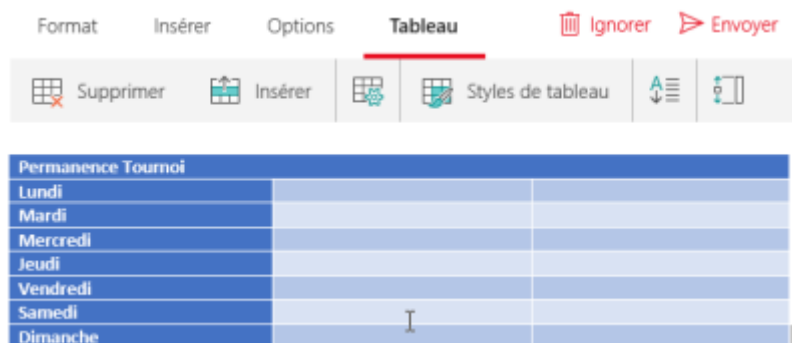 Format Insérer Options Tableau Ignorer Envoyer
Supprimer Insérer Styles de tableau A
Permanence Tournoi
Lundi
Mardi
Mercredi
Jeudi
Vendredi
Samedi
Dimanche